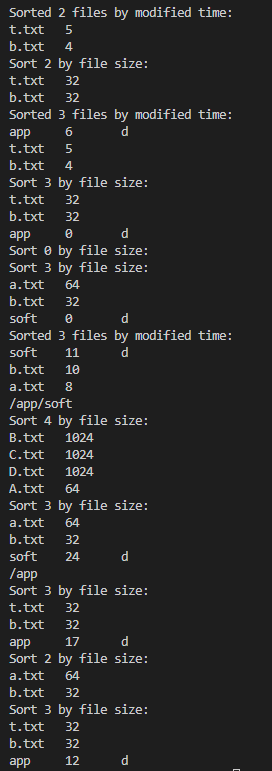 Sorted 2 files by modified time:
t.txt   5
b.txt   4
Sort 2 by file size:
t.txt   32
b.txt   32
Sorted 3 files by modified time:
app     6       d
t.txt   5
b.txt   4
Sort 3 by file size:
t.txt   32
b.txt   32
app     0       d
Sort 0 by file size:
Sort 3 by file size:
a.txt   64
b.txt   32
soft    0       d
Sorted 3 files by modified time:
soft    11      d
b.txt   10
a.txt   8
/app/soft
Sort 4 by file size:
B.txt   1024
C.txt   1024
D.txt   1024
A.txt   64
Sort 3 by file size:
a.txt   64
b.txt   32
soft    24      d
/app
Sort 3 by file size:
t.txt   32
b.txt   32
app     17      d
Sort 2 by file size:
a.txt   64
b.txt   32
Sort 3 by file size:
t.txt   32
b.txt   32
app     12      d